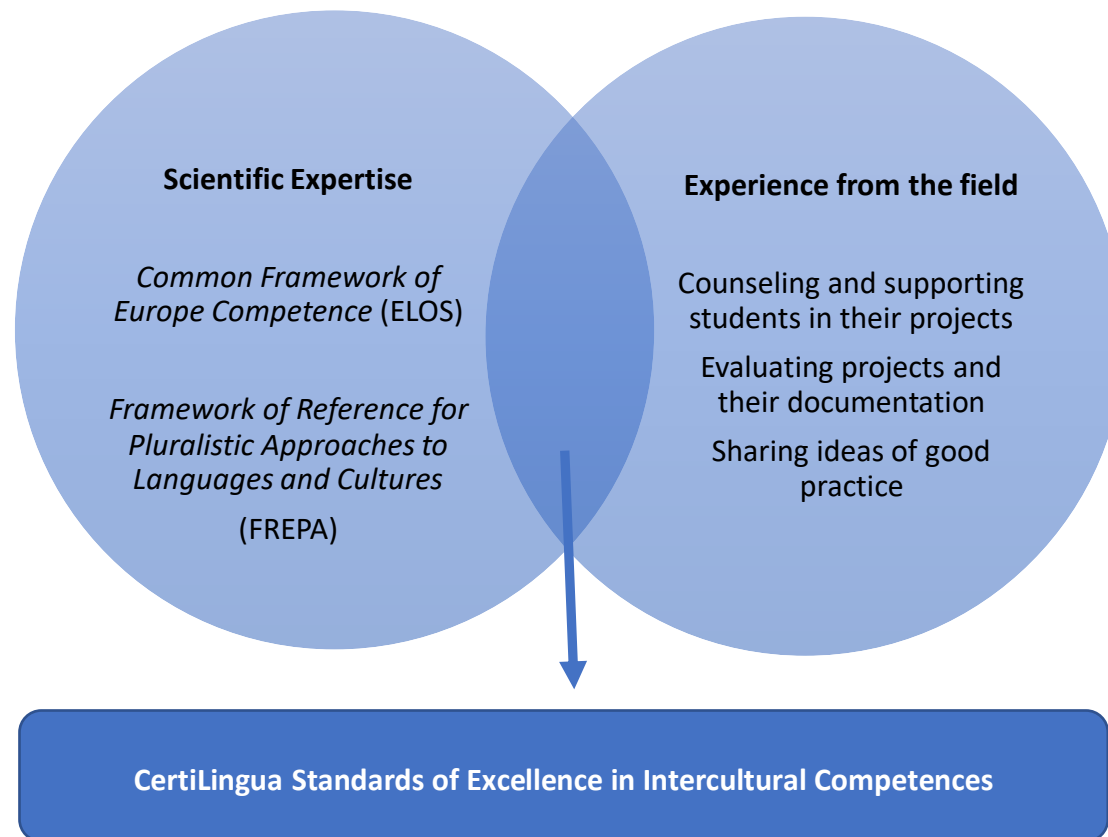 Scientific Expertise
Common Framework of
Europe Competence (ELOS)
Framework of Reference for
Pluralistic Approaches to
Languages and Cultures
(FREPA)
Experience from the field
Counseling and supporting
students in their projects
Evaluating projects and
their documentation
Sharing ideas of good
practice
CertiLingua Standards of Excellence in Intercultural Competences